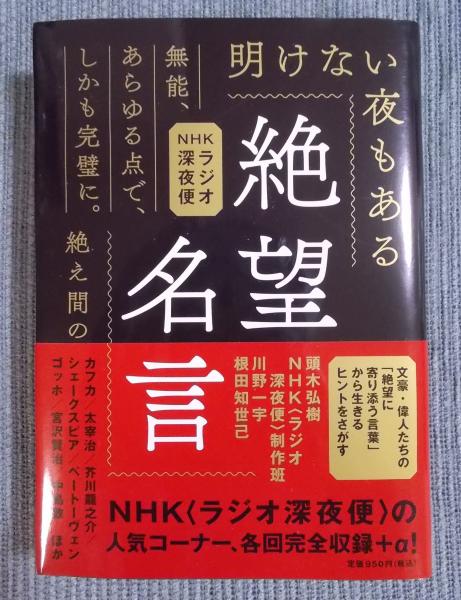 明けない
夜もある
NHK
ラジオ
深夜便
絶望
名言
無能、
あらゆる点で、
しかも完璧に。
絶え間の
文豪・偉人たちの
「絶望に
寄り添う言葉」
から生きる
ヒントをさがす
頭木弘樹
NHK〈ラジオ
深夜便〉制作班
川野一宇
根田知世己
カフカ/太宰治/芥川龍之介/
シェークスピア/ベートーヴェン
ゴッホ/宮沢賢治/中島敦/ほか
NHK〈ラジオ深夜便〉の
人気コーナー、各回完全収録+α!
定価950円(税込)